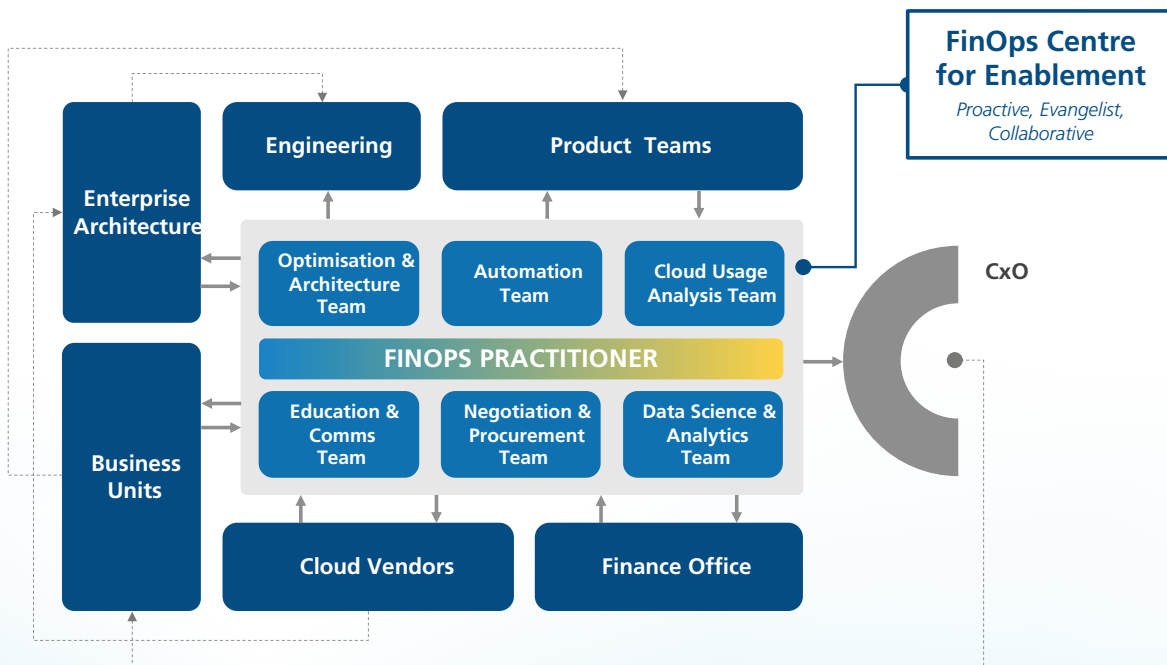 FinOps Centre
for Enablement
Proactive, Evangelist,
Collaborative
Engineering
Product Teams
Enterprise
Architecture
Optimisation &
Architecture
Team
Automation
Team
Cloud Usage
Analysis Team
CxO
FINOPS PRACTITIONER
Education &
Comms
Team
Negotiation &
Procurement
Team
Data Science &
Analytics
Team
Business
Units
Cloud Vendors
Finance Office